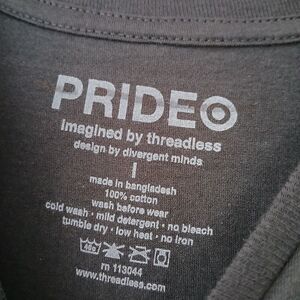 PRIDE
imagined by threadless
design by divergent minds
l
made in bangladesh
100% cotton
wash before wear
cold wash · mild detergent · no bleach
tumble dry · low heat · no iron
rn 113044
www.threadless.com